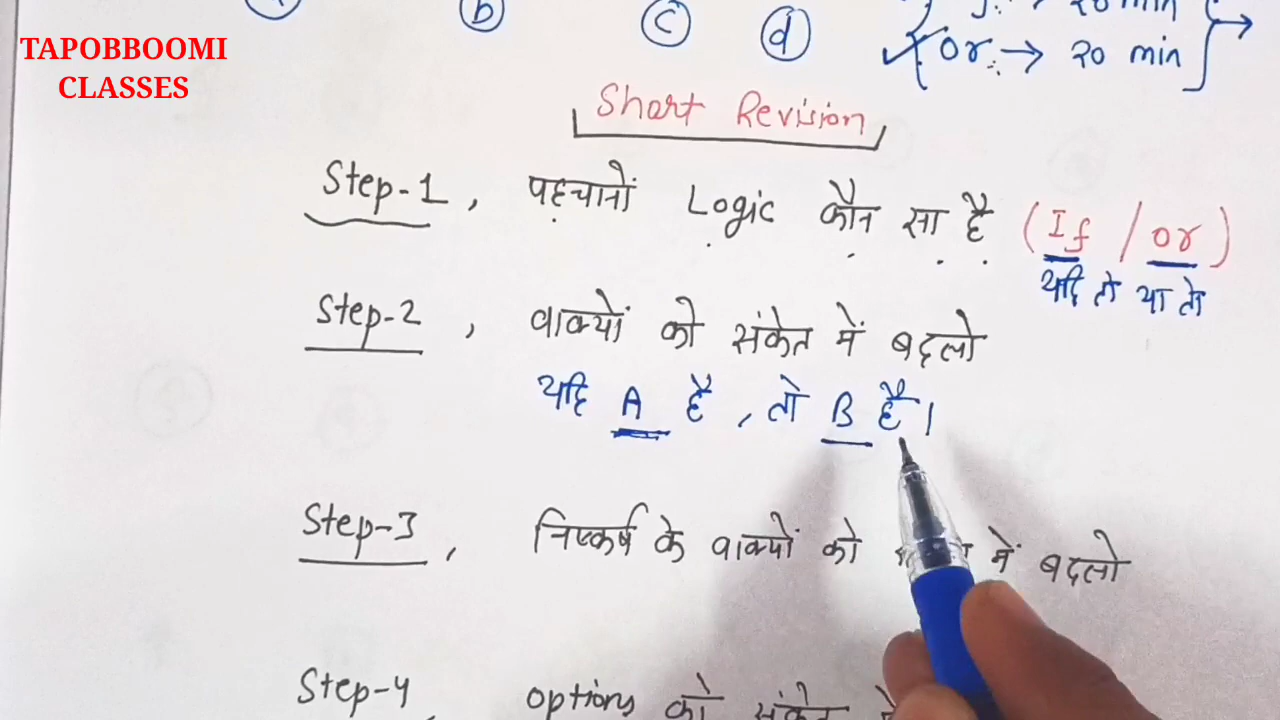 TAPOBBOOMI
CLASSES
b c d
Or → 20 min
Short Revision
Step-1, पहचानों Logic कौन सा है (If / or)
यदि तो या तो
Step-2, वाक्यों को संकेत में बदलो
यदि A है, तो B है।
Step-3, निष्कर्ष के वाक्यों को में बदलो
Step-4, options को संकेत